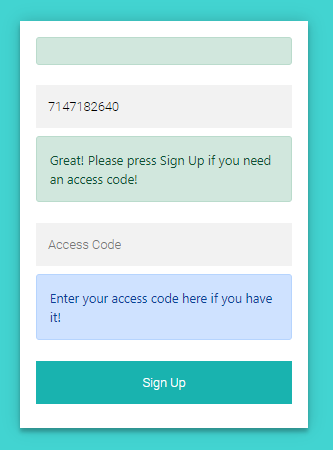 7147182640
Great! Please press Sign Up if you need
an access code!
Access Code
Enter your access code here if you have
it!
Sign Up